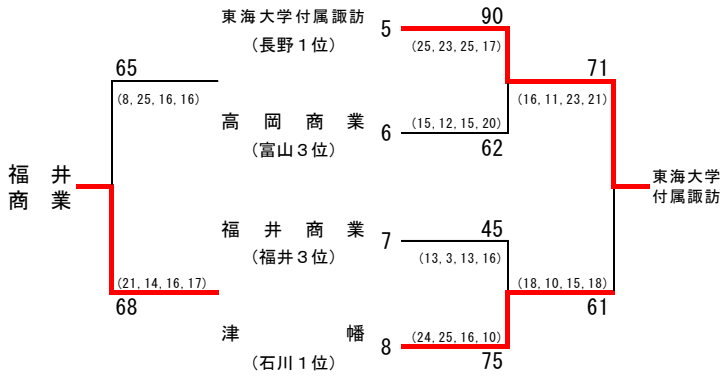 東海大学付属諏訪
(長野1位)
5
90
(25, 23, 25, 17)
65
(8, 25, 16, 16)
71
(16, 11, 23, 21)
高岡商業
(富山3位)
6
(15, 12, 15, 20)
62
福井
商業
東海大学
付属諏訪
福井商業
(福井3位)
7
45
(13, 3, 13, 16)
(21, 14, 16, 17)
68
(18, 10, 15, 18)
61
津幡
(石川1位)
8
(24, 25, 16, 10)
75